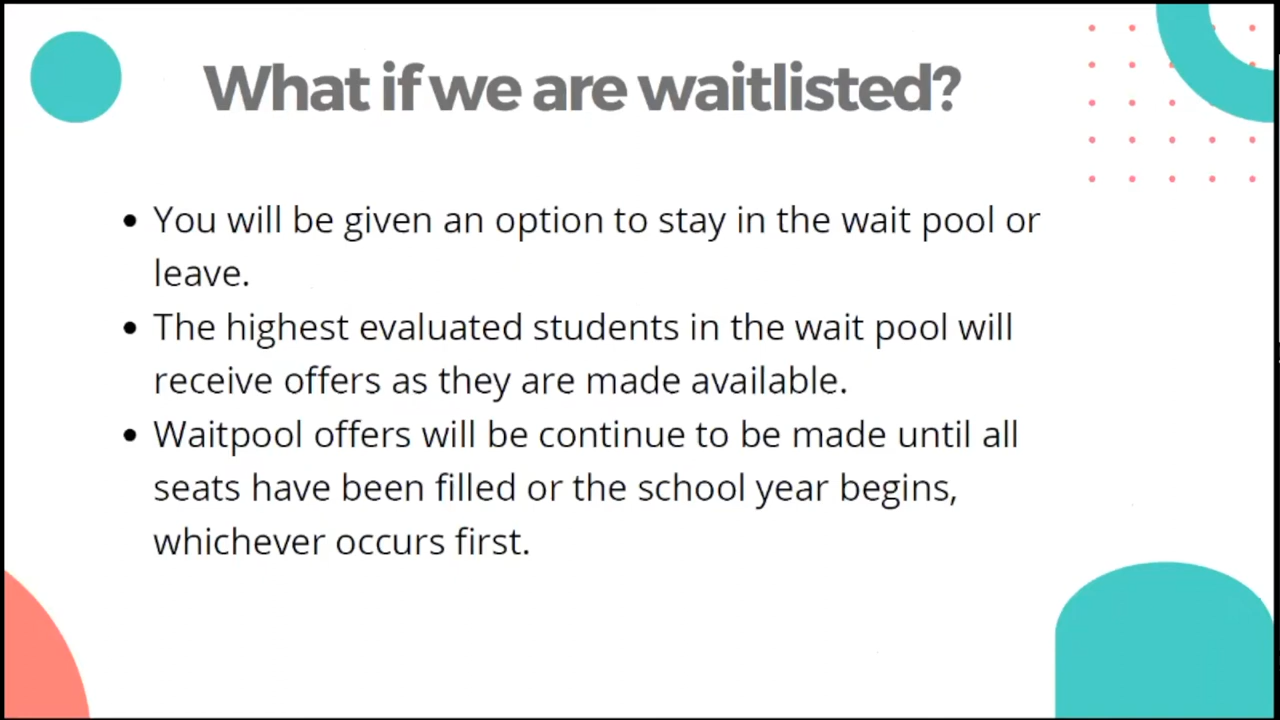 What if we are waitlisted?
• You will be given an option to stay in the wait pool or
leave.
• The highest evaluated students in the wait pool will
receive offers as they are made available.
• Waitpool offers will be continue to be made until all
seats have been filled or the school year begins,
whichever occurs first.